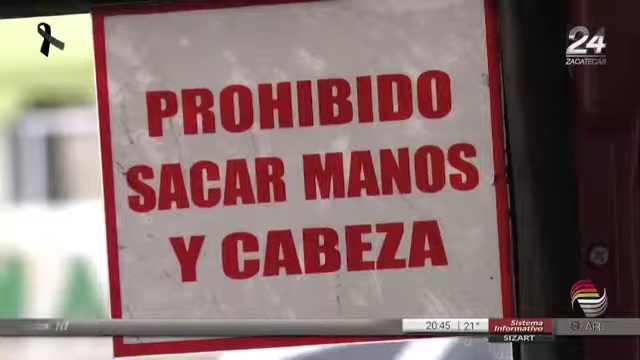 24
ZACATECAS
PROHIBIDO
SACAR MANOS
Y CABEZA
20:45 21°
Sistema
Informativo
SIZART
SIZART